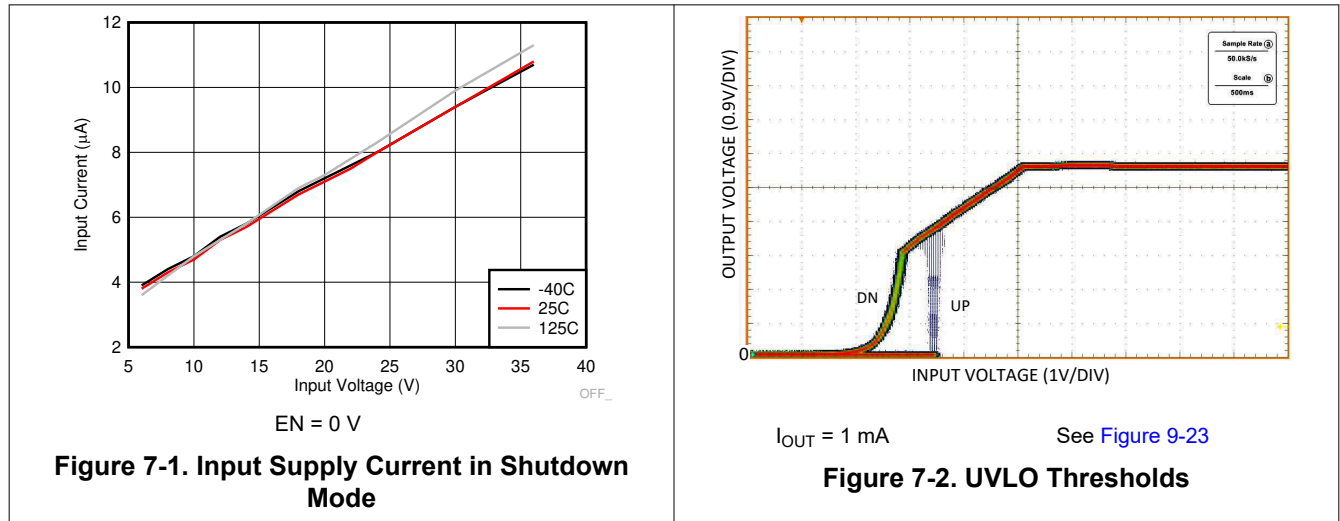 12
10
8
6
4
2
Input Current (μA)
5 10 15 20 25 30 35 40
Input Voltage (V)
OFF_
-40C
25C
125C
EN = 0 V
Figure 7-1. Input Supply Current in Shutdown
Mode
OUTPUT VOLTAGE (0.9V/DIV)
Sample Rate a
50.0kS/s
Scale b
500ms
DN
UP
0
INPUT VOLTAGE (1V/DIV)
I_OUT = 1 mA
See Figure 9-23
Figure 7-2. UVLO Thresholds